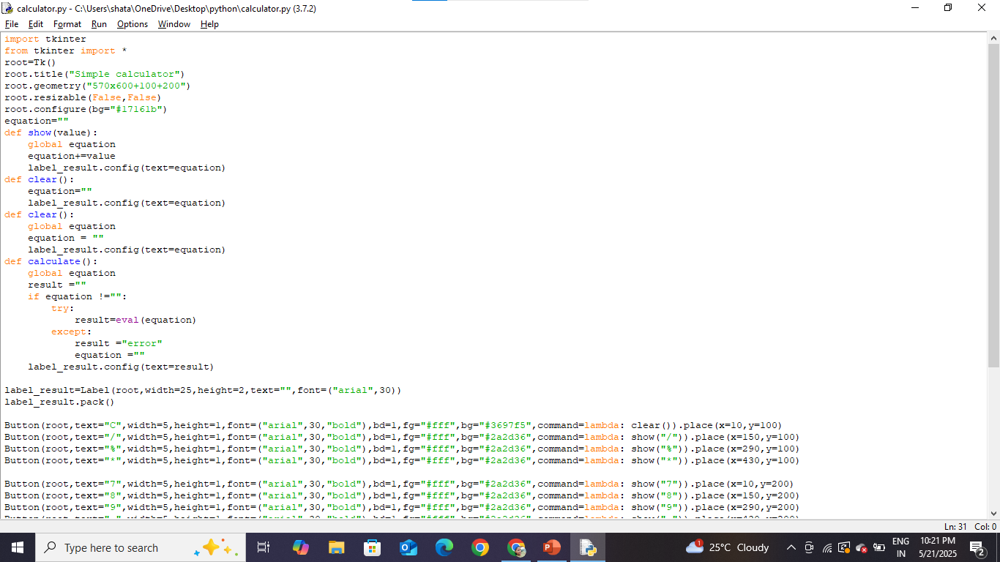 calculator.py - C:\Users\shata\OneDrive\Desktop\python\calculator.py (3.7.2)
File Edit Format Run Options Window Help
import tkinter
from tkinter import *
root=Tk()
root.title("Simple calculator")
root.geometry("570x600+100+200")
root.resizable(False,False)
root.configure(bg="#17161b")
equation=""
def show(value):
    global equation
    equation+=value
    label_result.config(text=equation)
def clear():
    equation=""
    label_result.config(text=equation)
def clear():
    global equation
    equation = ""
    label_result.config(text=equation)
def calculate():
    global equation
    result =""
    if equation !="":
        try:
            result=eval(equation)
        except:
            result ="error"
            equation =""
    label_result.config(text=result)
label_result=Label(root,width=25,height=2,text="",font=("arial",30))
label_result.pack()
Button(root,text="C",width=5,height=1,font=("arial",30,"bold"),bd=1,fg="#fff",bg="#3697f5",command=lambda: clear()).place(x=10,y=100)
Button(root,text="/",width=5,height=1,font=("arial",30,"bold"),bd=1,fg="#fff",bg="#2a2d36",command=lambda: show("/")).place(x=150,y=100)
Button(root,text="%",width=5,height=1,font=("arial",30,"bold"),bd=1,fg="#fff",bg="#2a2d36",command=lambda: show("%")).place(x=290,y=100)
Button(root,text="*",width=5,height=1,font=("arial",30,"bold"),bd=1,fg="#fff",bg="#2a2d36",command=lambda: show("*")).place(x=430,y=100)
Button(root,text="7",width=5,height=1,font=("arial",30,"bold"),bd=1,fg="#fff",bg="#2a2d36",command=lambda: show("7")).place(x=10,y=200)
Button(root,text="8",width=5,height=1,font=("arial",30,"bold"),bd=1,fg="#fff",bg="#2a2d36",command=lambda: show("8")).place(x=150,y=200)
Button(root,text="9",width=5,height=1,font=("arial",30,"bold"),bd=1,fg="#fff",bg="#2a2d36",command=lambda: show("9")).place(x=290,y=200)
Ln: 31 Col: 0
Type here to search
1 25°C Cloudy
ENG 10:21 PM
IN 5/21/2025 2